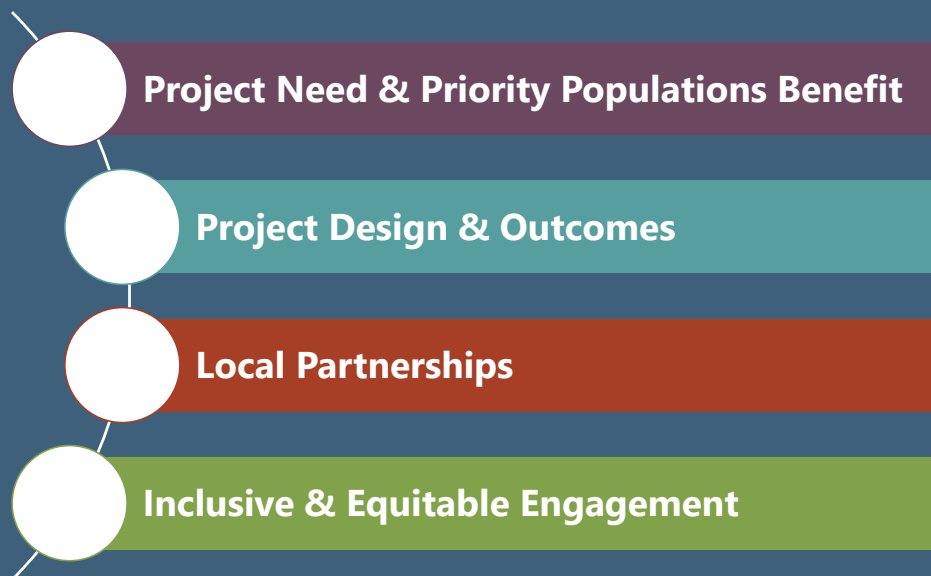 Project Need & Priority Populations Benefit
Project Design & Outcomes
Local Partnerships
Inclusive & Equitable Engagement